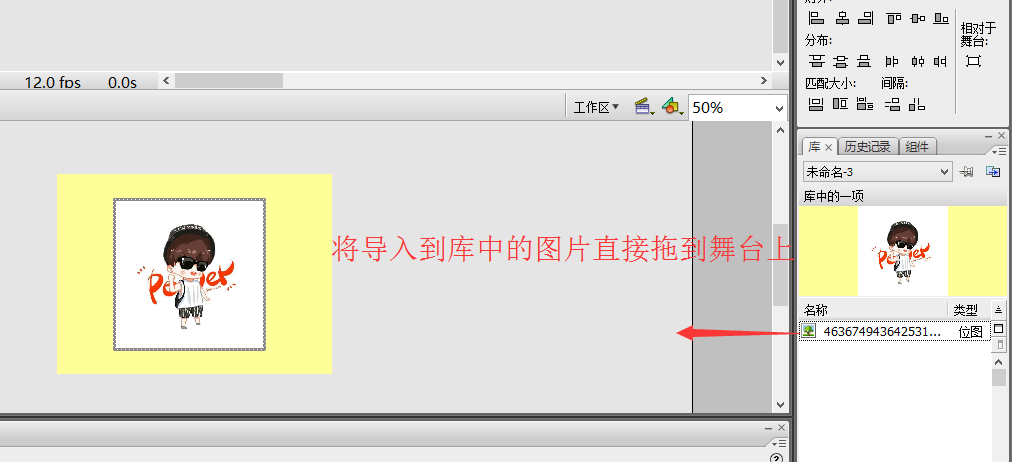 相对于
舞台:
分布:
匹配大小: 间隔:
12.0 fps 0.0s
工作区 50%
库 历史记录 组件
未命名-3
库中的一项
将导入到库中的图片直接拖到舞台上
名称 类型
463674943642531... 位图